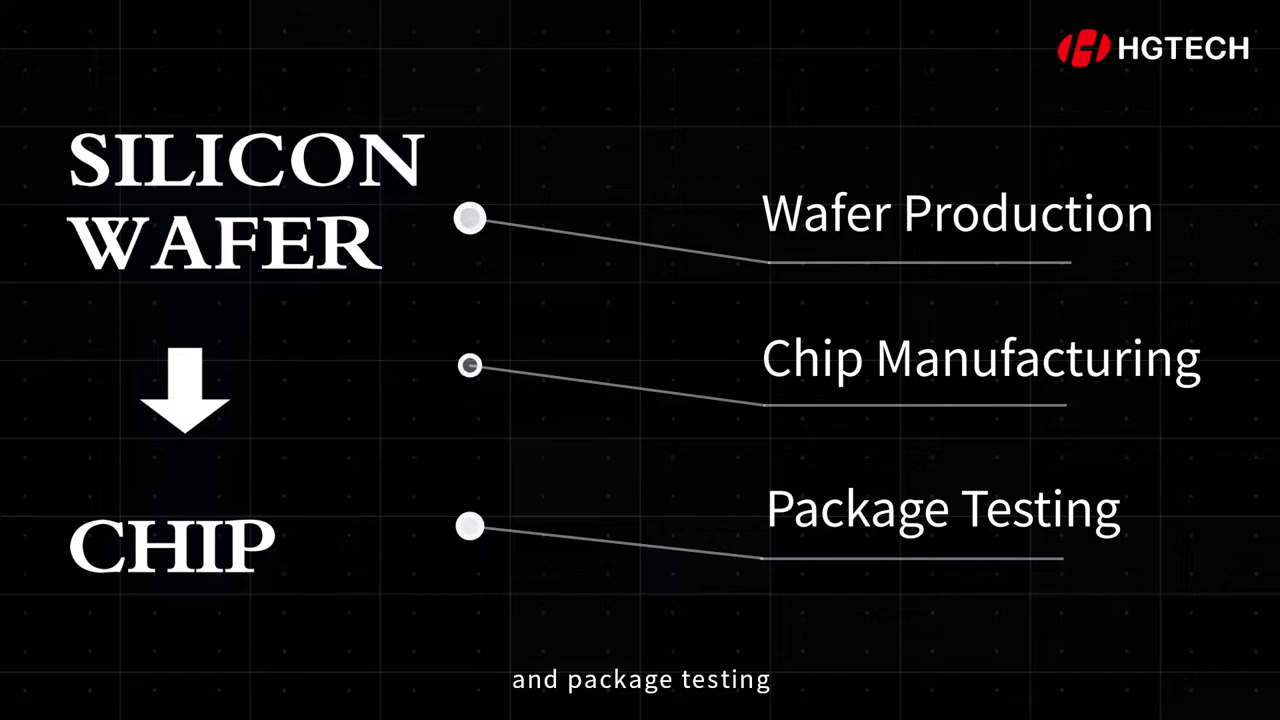 HGTECH
SILICON
WAFER
CHIP
Wafer Production
Chip Manufacturing
Package Testing
and package testing